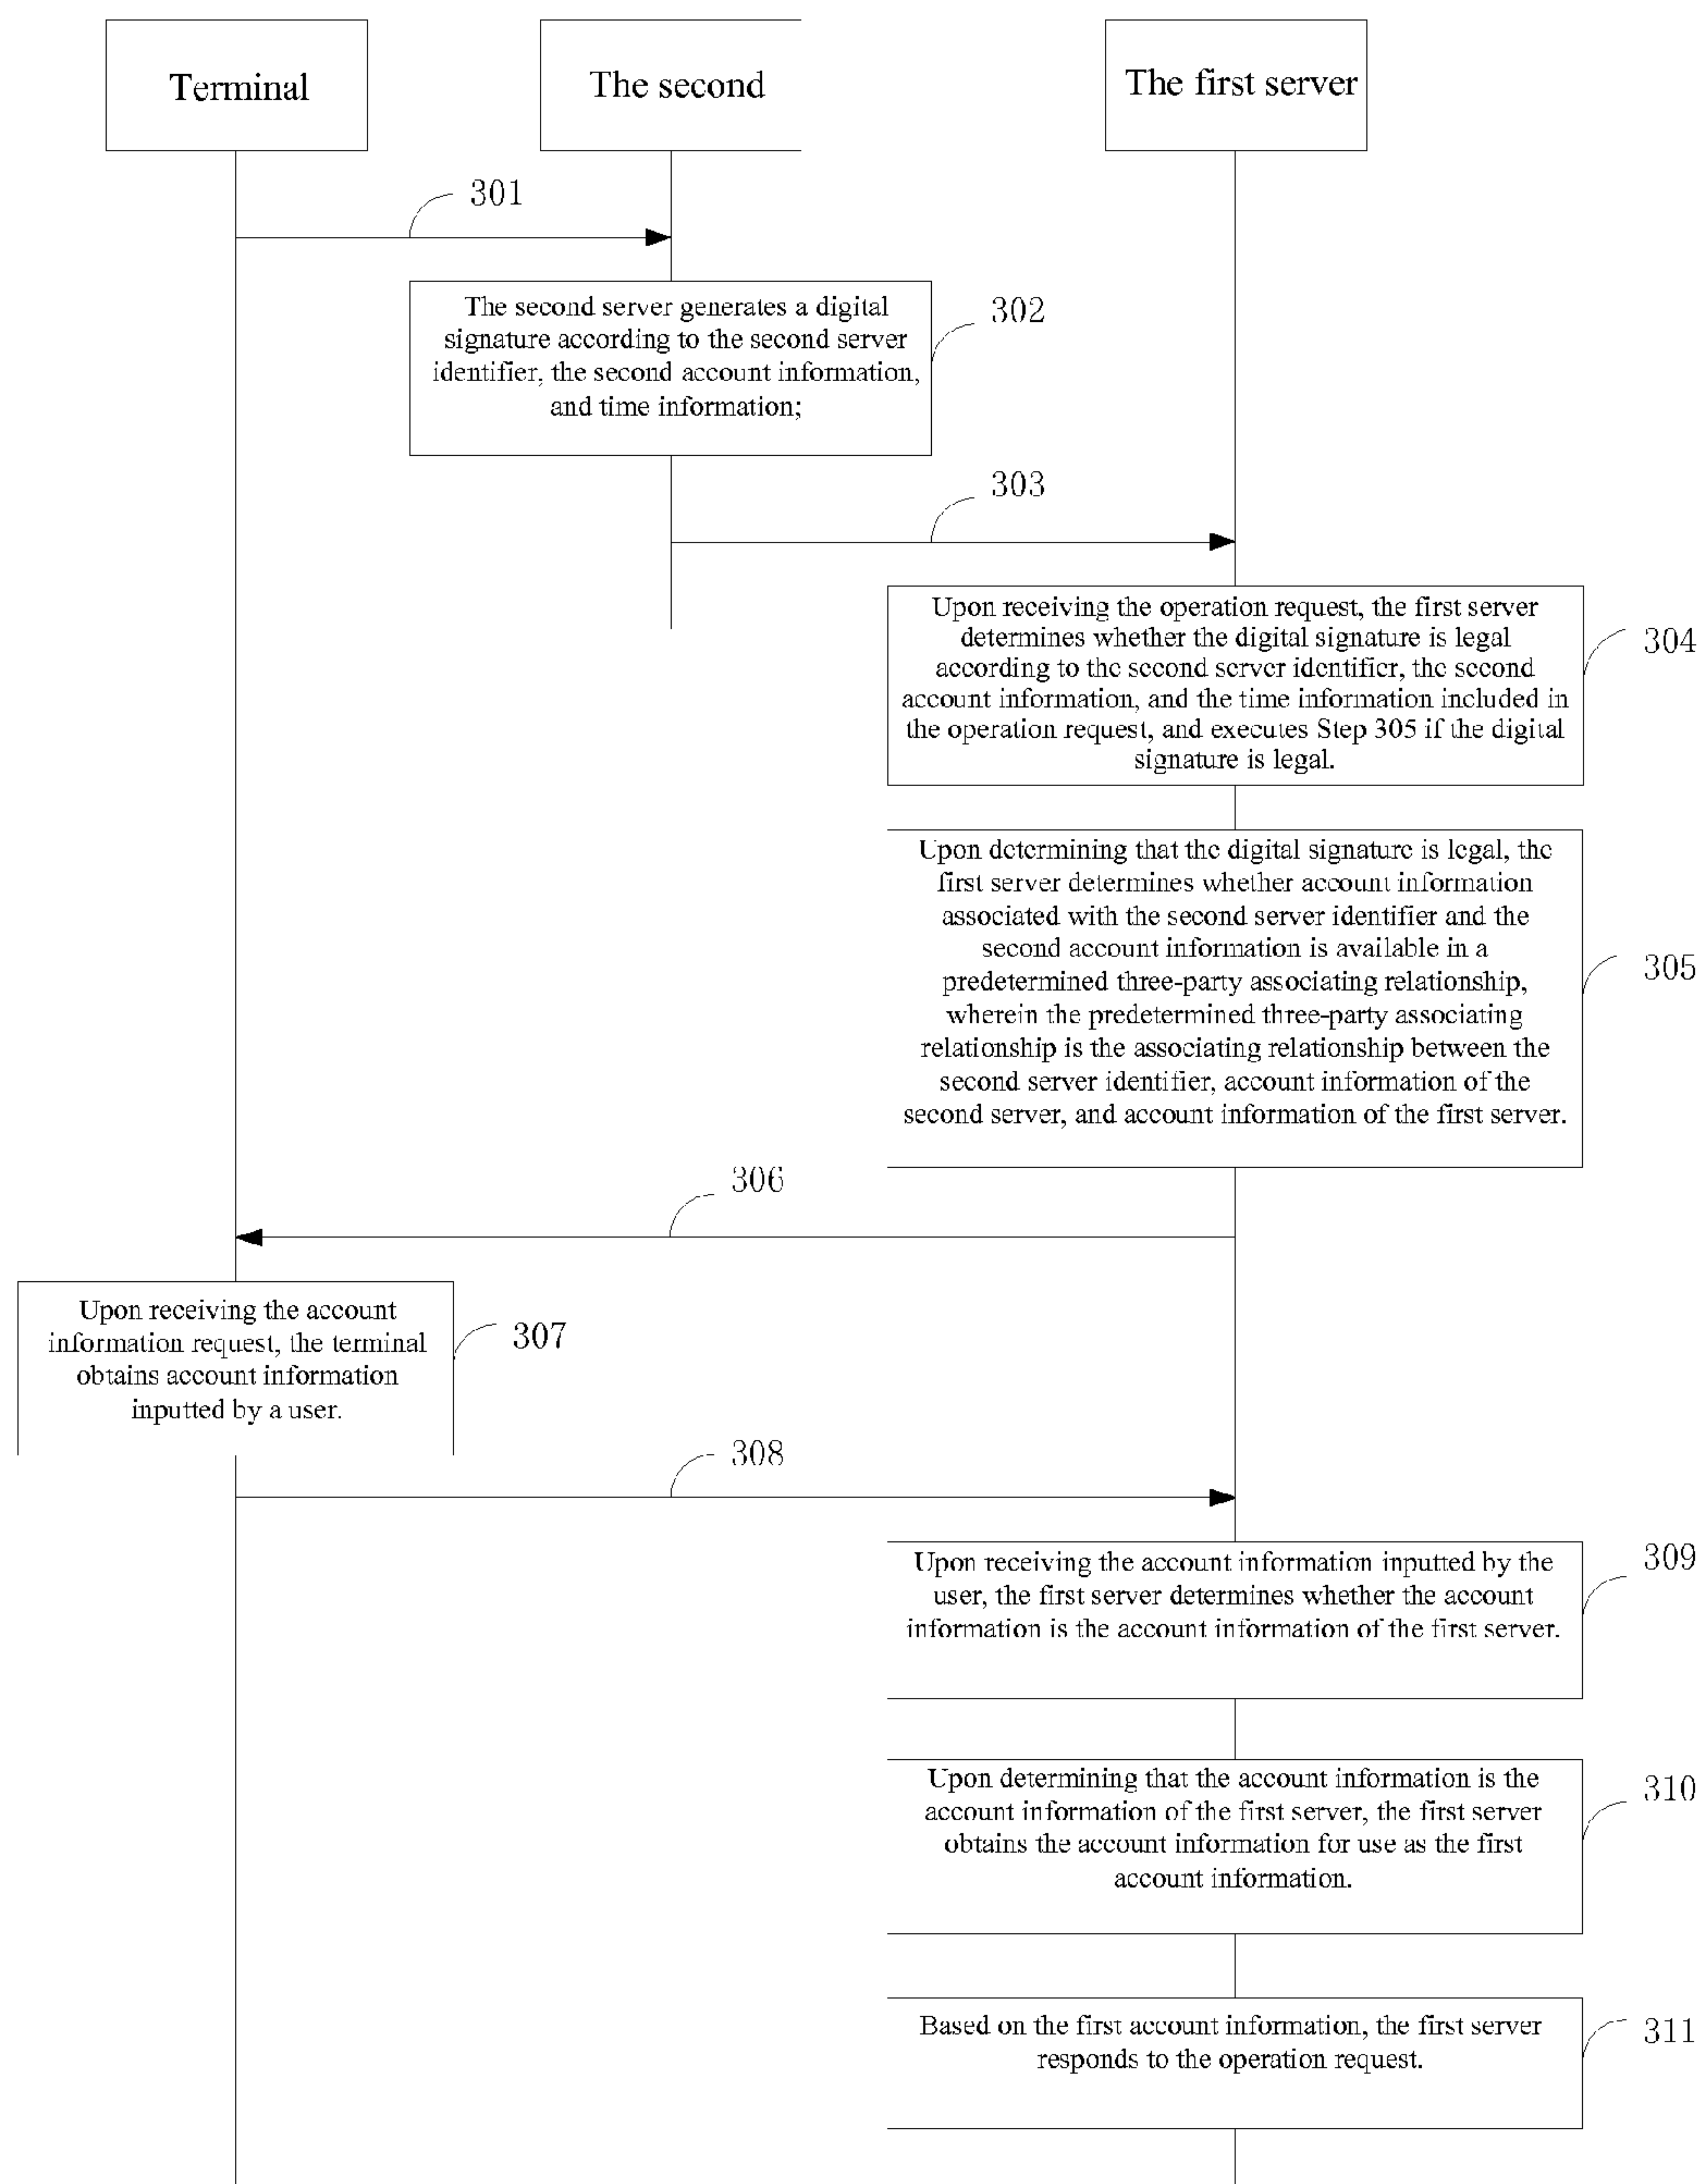 Terminal
The second
The first server
301
The second server generates a digital
signature according to the second server
identifier, the second account information,
and time information;
302
303
Upon receiving the operation request, the first server
determines whether the digital signature is legal
according to the second server identifier, the second
account information, and the time information included in
the operation request, and executes Step 305 if the digital
signature is legal.
304
Upon determining that the digital signature is legal, the
first server determines whether account information
associated with the second server identifier and the
second account information is available in a
predetermined three-party associating relationship,
wherein the predetermined three-party associating
relationship is the associating relationship between the
second server identifier, account information of the
second server, and account information of the first server.
305
306
Upon receiving the account
information request, the terminal
obtains account information
inputted by a user.
307
308
Upon receiving the account information inputted by the
user, the first server determines whether the account
information is the account information of the first server.
309
Upon determining that the account information is the
account information of the first server, the first server
obtains the account information for use as the first
account information.
310
Based on the first account information, the first server
responds to the operation request.
311